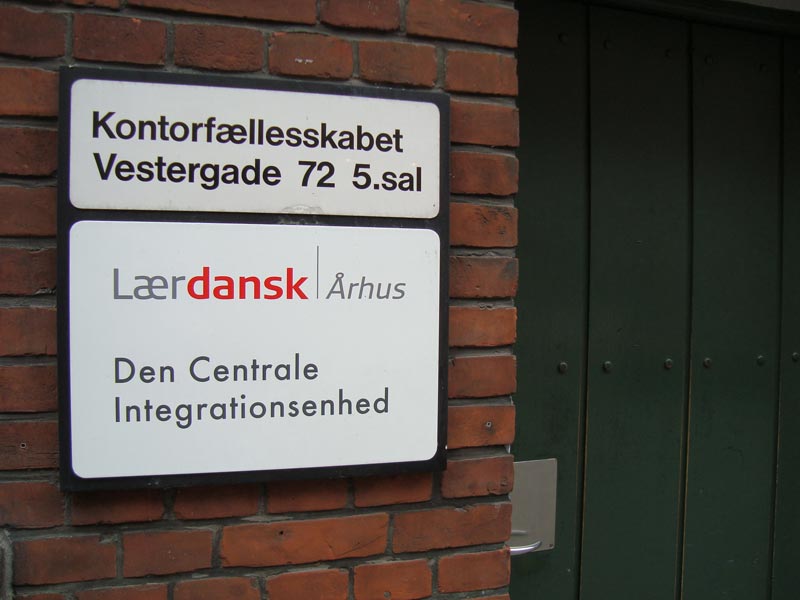 Kontorfællesskabet
Vestergade 72 5.sal
Lærdansk Århus
Den Centrale
Integrationsenhed